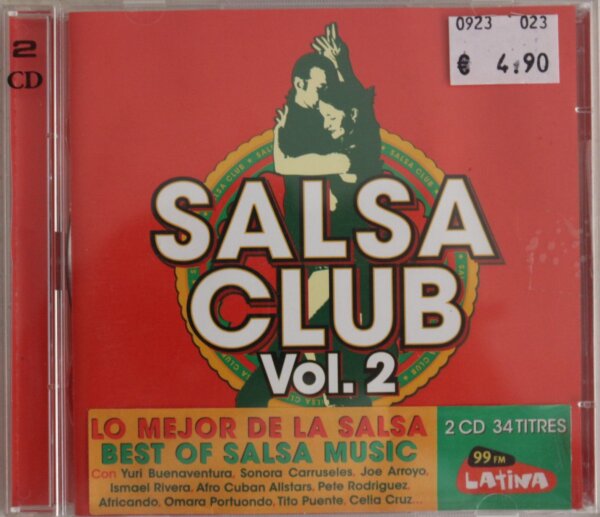 2
CD
0923 023
€ 4.90
SALSA CLUB
SALSA
CLUB
Vol. 2
LO MEJOR DE LA SALSA
BEST OF SALSA MUSIC
Con Yuri Buenaventura, Sonora Carruseles, Joe Arroyo,
Ismael Rivera, Afro Cuban Allstars, Pete Rodriguez,
Africando, Omara Portuondo, Tito Puente, Celia Cruz...
2 CD 34 TITRES
99 FM
LATINA